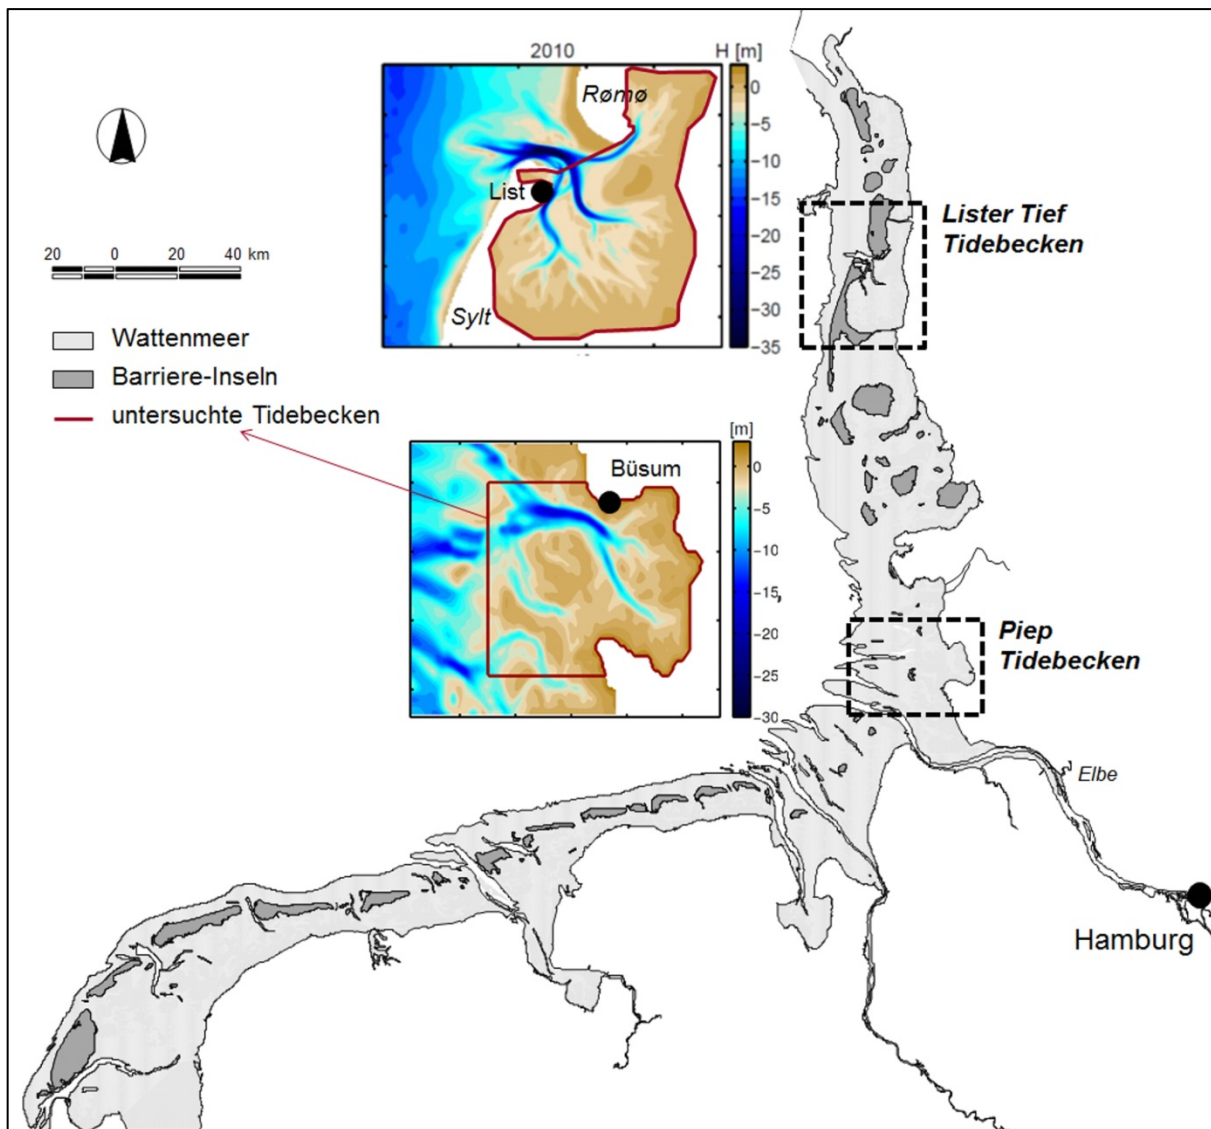 2010
H [m]
Rømø
List
Sylt
0
-5
-10
-15
-20
-25
-30
-35
Lister Tief
Tidebecken
20 0 20 40 km
Wattenmeer
Barriere-Inseln
untersuchte Tidebecken
[m]
Büsum
0
-5
-10
-15
-20
-25
-30
Piep
Tidebecken
Elbe
Hamburg